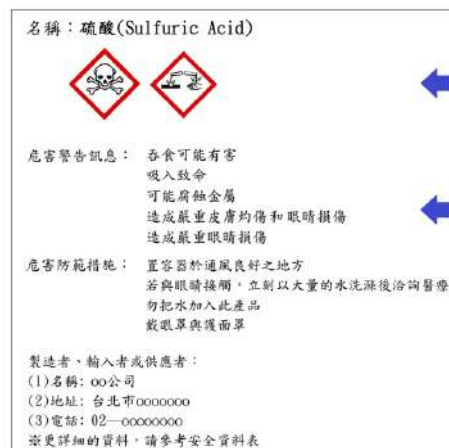 名稱：硫酸(Sulfuric Acid)
危害警告訊息： 吞食可能有害
吸入致命
可能腐蝕金屬
造成嚴重皮膚灼傷和眼睛損傷
造成嚴重眼睛損傷
危害防範措施： 置容器於通風良好之地方
若與眼睛接觸，立刻以大量的水洗滌後洽詢醫療
勿把水加入此產品
戴眼罩與護面罩
製造者、輸入者或供應者：
(1)名稱: oo公司
(2)地址: 台北市ooooooo
(3)電話: 02—oooooooo
※更詳細的資料，請參考安全資料表